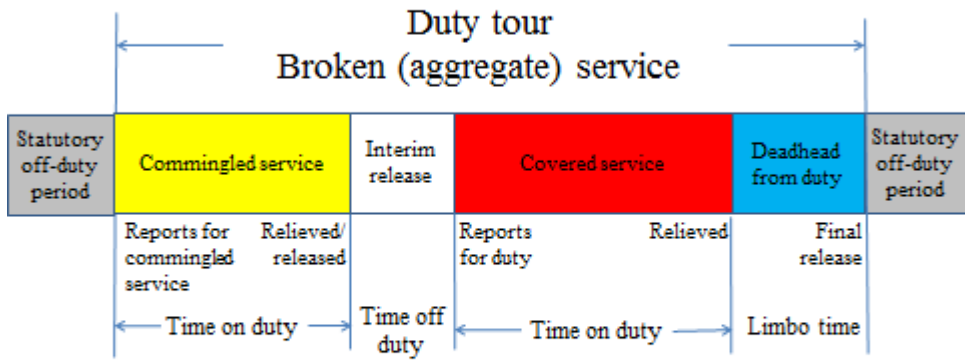 Duty tour
Broken (aggregate) service
Statutory
off-duty
period
Commingled service
Interim
release
Covered service
Deadhead
from duty
Statutory
off-duty
period
Reports for
commingled
service
Relieved/
released
Reports
for duty
Relieved
Final
release
Time on duty
Time off
duty
Time on duty
Limbo time